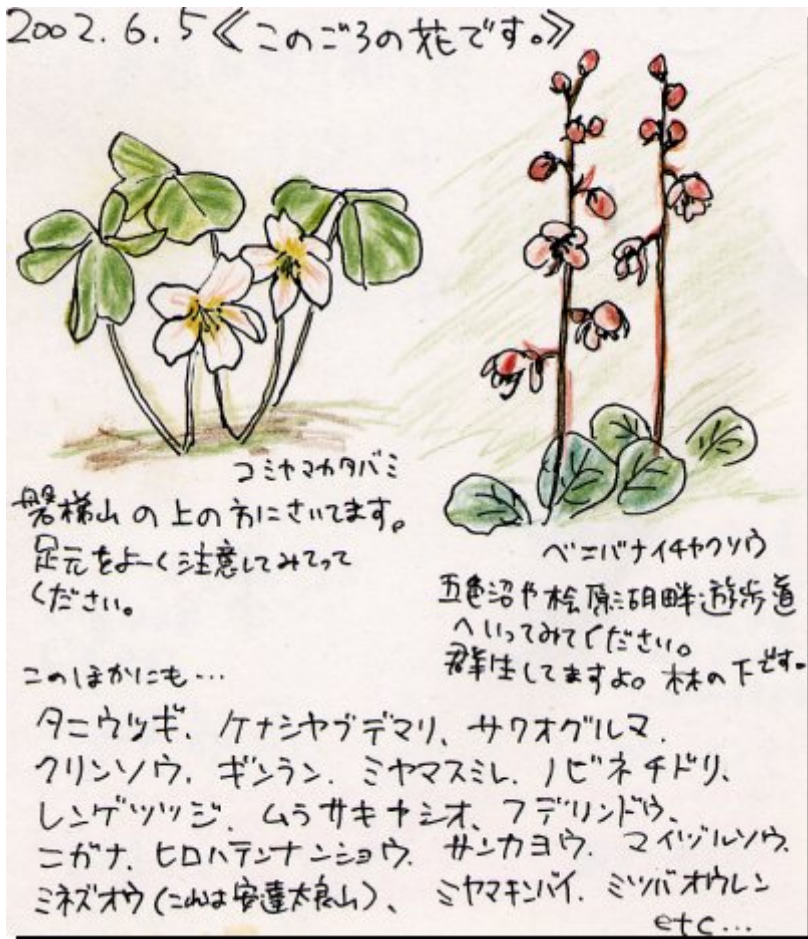 2002.6.5《このごろの花です。》
コミヤマカタバミ
磐梯山の上の方にさいてます。
足元をよーく注意してみてって
ください。
ベニバナイチヤクソウ
五色沼や桧原湖畔遊歩道
へいってみてください。
群生してますよ。林の下です。
このほかにも…
タニウツギ、ケナシヤブデマリ、サワオグルマ、
クリンソウ、ギンラン、ミヤマスミレ、ノビネチドリ、
レンゲツツジ、ムラサキヤシオ、フデリンドウ、
ニガナ、ヒロハテンナンショウ、サンカヨウ、マイヅルソウ、
ミネズオウ(これは安達太良山)、ミヤマキンバイ、ミツバオウレン
etc…